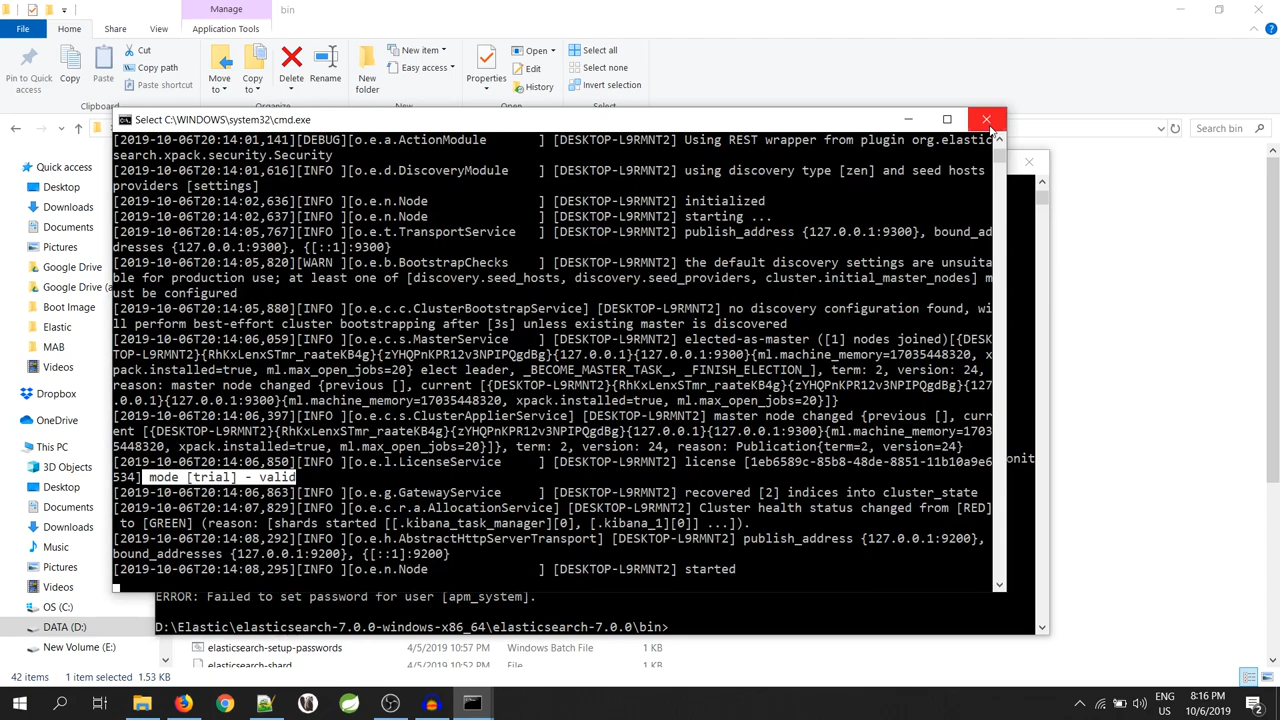 Manage
bin
File
Home
Share
View
Application Tools
Pin to Quick access
Copy
Paste
Cut
Copy path
Paste shortcut
Move to
Copy to
Delete
Rename
New folder
New item
Easy access
Properties
Open
Edit
History
Select all
Select none
Invert selection
Clipboard
Organize
New
Open
Select
Search bin
Select C:\WINDOWS\system32\cmd.exe
[2019-10-06T20:14:01,141][DEBUG][o.e.a.ActionModule ] [DESKTOP-L9RMNT2] Using REST wrapper from plugin org.elastic
search.xpack.security.Security
[2019-10-06T20:14:01,616][INFO ][o.e.d.DiscoveryModule ] [DESKTOP-L9RMNT2] using discovery type [zen] and seed hosts
providers [settings]
[2019-10-06T20:14:02,636][INFO ][o.e.n.Node ] [DESKTOP-L9RMNT2] initialized
[2019-10-06T20:14:02,637][INFO ][o.e.n.Node ] [DESKTOP-L9RMNT2] starting ...
[2019-10-06T20:14:05,767][INFO ][o.e.t.TransportService ] [DESKTOP-L9RMNT2] publish_address {127.0.0.1:9300}, bound_ad
dresses {127.0.0.1:9300}, {[::1]:9300}
[2019-10-06T20:14:05,820][WARN ][o.e.b.BootstrapChecks ] [DESKTOP-L9RMNT2] the default discovery settings are unsuita
ble for production use; at least one of [discovery.seed_hosts, discovery.seed_providers, cluster.initial_master_nodes] m
ust be configured
[2019-10-06T20:14:05,880][INFO ][o.e.c.c.ClusterBootstrapService] [DESKTOP-L9RMNT2] no discovery configuration found, wi
ll perform best-effort cluster bootstrapping after [3s] unless existing master is discovered
[2019-10-06T20:14:06,059][INFO ][o.e.c.s.MasterService ] [DESKTOP-L9RMNT2] elected-as-master ([1] nodes joined)[{DES
KTOP-L9RMNT2}{RhKxLenxSTmr_raateKB4g}{zYHQPnKPR12v3NPIPQgdBg}{127.0.0.1}{127.0.0.1:9300}{ml.machine_memory=17035448320, x
pack.installed=true, ml.max_open_jobs=20} elect leader, _BECOME_MASTER_TASK_, _FINISH_ELECTION_], term: 2, version: 24,
reason: master node changed {previous [], current [{DESKTOP-L9RMNT2}{RhKxLenxSTmr_raateKB4g}{zYHQPnKPR12v3NPIPQgdBg}{127
.0.0.1}{127.0.0.1:9300}{ml.machine_memory=17035448320, xpack.installed=true, ml.max_open_jobs=20}]}
[2019-10-06T20:14:06,397][INFO ][o.e.c.s.ClusterApplierService] [DESKTOP-L9RMNT2] master node changed {previous [], curr
ent [{DESKTOP-L9RMNT2}{RhKxLenxSTmr_raateKB4g}{zYHQPnKPR12v3NPIPQgdBg}{127.0.0.1}{127.0.0.1:9300}{ml.machine_memory=1703
5448320, xpack.installed=true, ml.max_open_jobs=20}]}, term: 2, version: 24, reason: Publication{term=2, version=24}
[2019-10-06T20:14:06,850][INFO ][o.e.l.LicenseService ] [DESKTOP-L9RMNT2] license [1eb6589c-85b8-48de-8851-11b10a9e6
534] mode [trial] - valid
[2019-10-06T20:14:06,863][INFO ][o.e.g.GatewayService ] [DESKTOP-L9RMNT2] recovered [2] indices into cluster_state
[2019-10-06T20:14:07,829][INFO ][o.e.c.r.a.AllocationService] [DESKTOP-L9RMNT2] Cluster health status changed from [RED]
to [GREEN] (reason: [shards started [[.kibana_task_manager][0], [.kibana_1][0]] ...]).
[2019-10-06T20:14:08,292][INFO ][o.e.h.AbstractHttpServerTransport] [DESKTOP-L9RMNT2] publish_address {127.0.0.1:9200},
bound_addresses {127.0.0.1:9200}, {[::1]:9200}
[2019-10-06T20:14:08,295][INFO ][o.e.n.Node ] [DESKTOP-L9RMNT2] started
onit
ERROR: Failed to set password for user [apm_system].
D:\Elastic\elasticsearch-7.0.0-windows-x86_64\elasticsearch-7.0.0\bin>
Quick access
Desktop
Downloads
Documents
Pictures
Google Drive
Google Drive (a
Boot Image
Elastic
MAB
Videos
Dropbox
OneDrive
This PC
3D Objects
Desktop
Documents
Downloads
Music
Pictures
Videos
OS (C:)
DATA (D:)
New Volume (E:)
elasticsearch-setup-passwords 4/5/2019 10:57 PM Windows Batch File 1 KB
elasticsearch-shard 4/5/2019 10:52 PM File 1 KB
42 items 1 item selected 1.53 KB
ENG
US
8:16 PM
10/6/2019
2